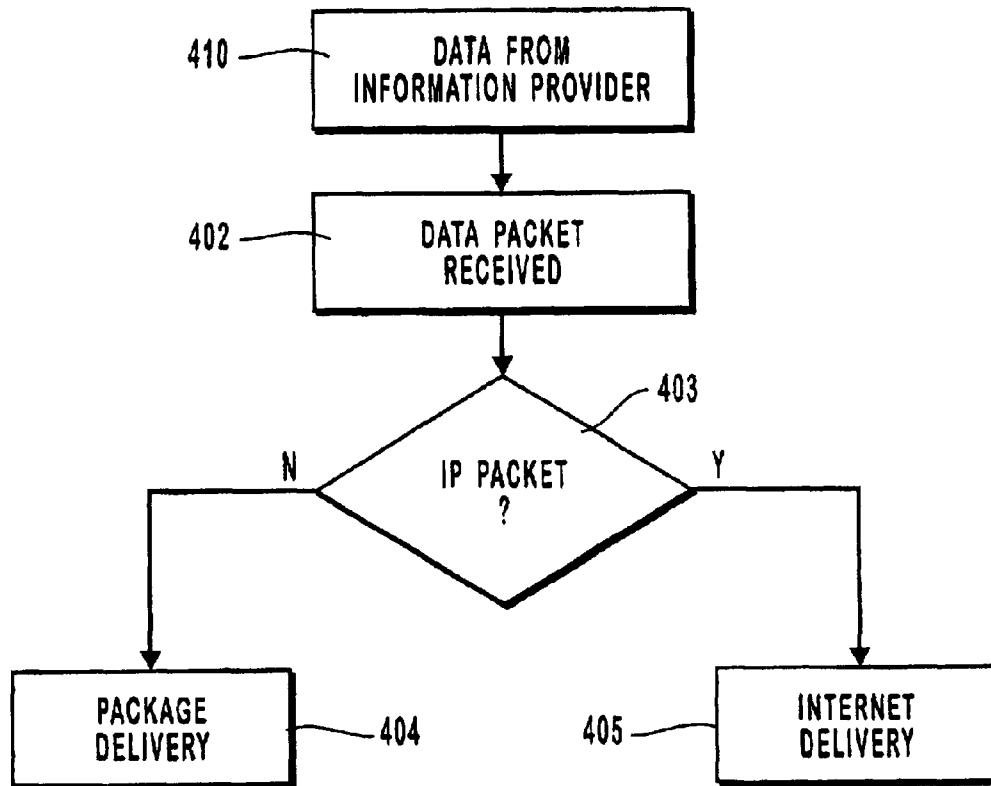 410
DATA FROM
INFORMATION PROVIDER
402
DATA PACKET
RECEIVED
403
N
IP PACKET
?
Y
PACKAGE
DELIVERY
404
405
INTERNET
DELIVERY